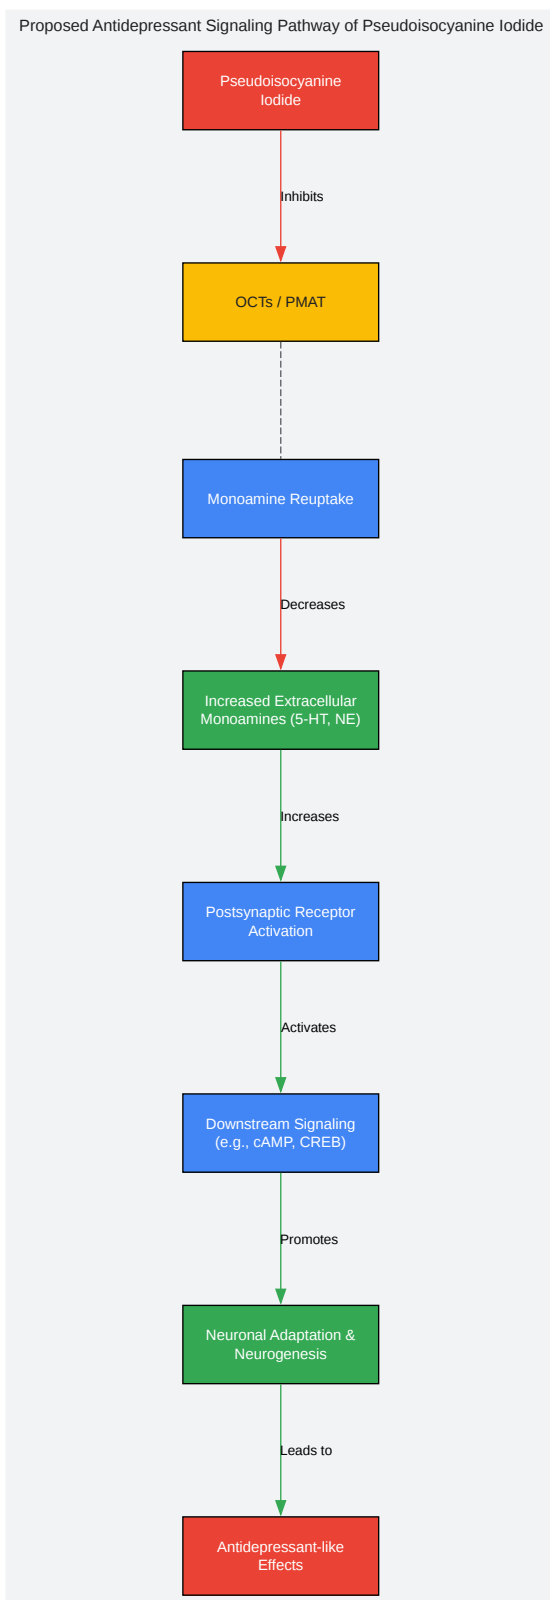 Proposed Antidepressant Signaling Pathway of Pseudoisocyanine Iodide
Pseudoisocyanine
Iodide
Inhibits
OCTs / PMAT
Monoamine Reuptake
Decreases
Increased Extracellular
Monoamines (5-HT, NE)
Increases
Postsynaptic Receptor
Activation
Activates
Downstream Signaling
(e.g., cAMP, CREB)
Promotes
Neuronal Adaptation &
Neurogenesis
Leads to
Antidepressant-like
Effects